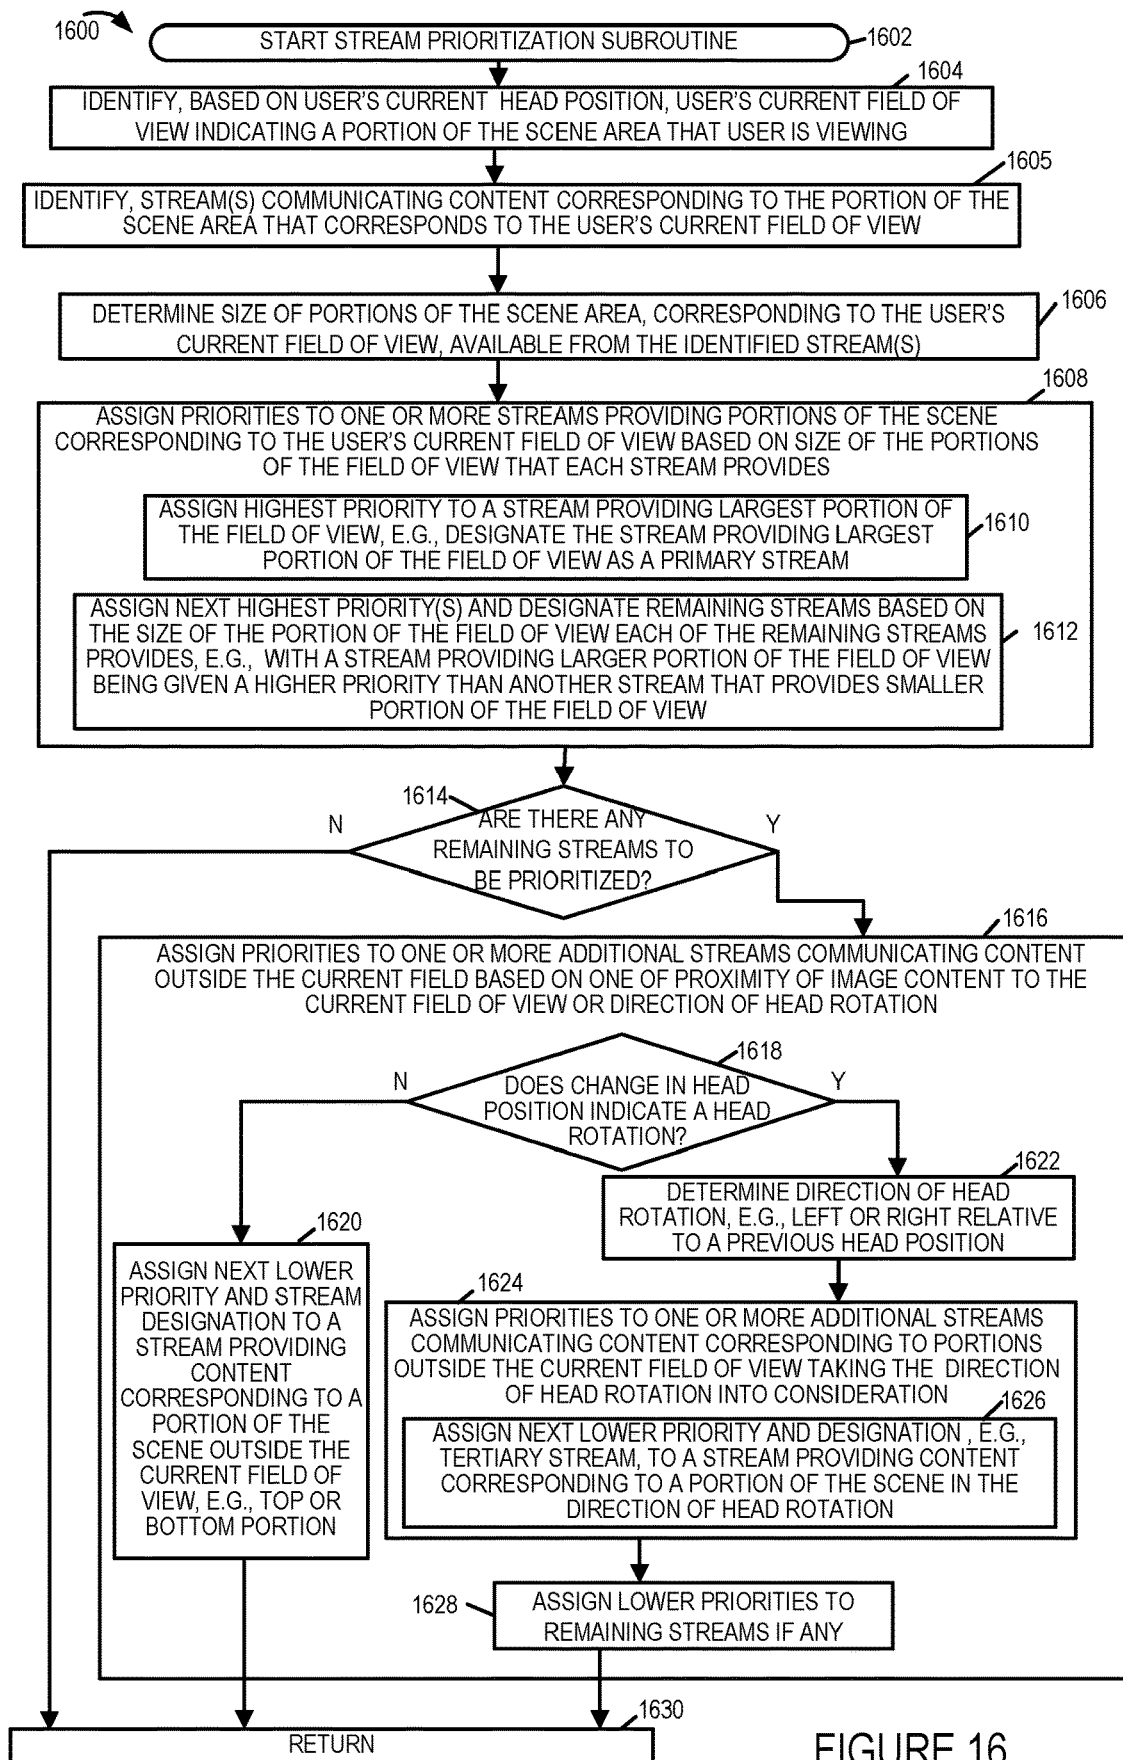 1600
START STREAM PRIORITIZATION SUBROUTINE
1602
1604
IDENTIFY, BASED ON USER'S CURRENT HEAD POSITION, USER'S CURRENT FIELD OF
VIEW INDICATING A PORTION OF THE SCENE AREA THAT USER IS VIEWING
1605
IDENTIFY, STREAM(S) COMMUNICATING CONTENT CORRESPONDING TO THE PORTION OF THE
SCENE AREA THAT CORRESPONDS TO THE USER'S CURRENT FIELD OF VIEW
1606
DETERMINE SIZE OF PORTIONS OF THE SCENE AREA, CORRESPONDING TO THE USER'S
CURRENT FIELD OF VIEW, AVAILABLE FROM THE IDENTIFIED STREAM(S)
1608
ASSIGN PRIORITIES TO ONE OR MORE STREAMS PROVIDING PORTIONS OF THE SCENE
CORRESPONDING TO THE USER'S CURRENT FIELD OF VIEW BASED ON SIZE OF THE PORTIONS
OF THE FIELD OF VIEW THAT EACH STREAM PROVIDES
ASSIGN HIGHEST PRIORITY TO A STREAM PROVIDING LARGEST PORTION OF
THE FIELD OF VIEW, E.G., DESIGNATE THE STREAM PROVIDING LARGEST
PORTION OF THE FIELD OF VIEW AS A PRIMARY STREAM
1610
ASSIGN NEXT HIGHEST PRIORITY(S) AND DESIGNATE REMAINING STREAMS BASED ON
THE SIZE OF THE PORTION OF THE FIELD OF VIEW EACH OF THE REMAINING STREAMS
PROVIDES, E.G., WITH A STREAM PROVIDING LARGER PORTION OF THE FIELD OF VIEW
BEING GIVEN A HIGHER PRIORITY THAN ANOTHER STREAM THAT PROVIDES SMALLER
PORTION OF THE FIELD OF VIEW
1612
1614
N
Y
ARE THERE ANY
REMAINING STREAMS TO
BE PRIORITIZED?
1616
ASSIGN PRIORITIES TO ONE OR MORE ADDITIONAL STREAMS COMMUNICATING CONTENT
OUTSIDE THE CURRENT FIELD BASED ON ONE OF PROXIMITY OF IMAGE CONTENT TO THE
CURRENT FIELD OF VIEW OR DIRECTION OF HEAD ROTATION
1618
N
Y
DOES CHANGE IN HEAD
POSITION INDICATE A HEAD
ROTATION?
1622
DETERMINE DIRECTION OF HEAD
ROTATION, E.G., LEFT OR RIGHT RELATIVE
TO A PREVIOUS HEAD POSITION
1620
ASSIGN NEXT LOWER
PRIORITY AND STREAM
DESIGNATION TO A
STREAM PROVIDING
CONTENT
CORRESPONDING TO A
PORTION OF THE
SCENE OUTSIDE THE
CURRENT FIELD OF
VIEW, E.G., TOP OR
BOTTOM PORTION
1624
ASSIGN PRIORITIES TO ONE OR MORE ADDITIONAL STREAMS
COMMUNICATING CONTENT CORRESPONDING TO PORTIONS
OUTSIDE THE CURRENT FIELD OF VIEW TAKING THE DIRECTION
OF HEAD ROTATION INTO CONSIDERATION
1626
ASSIGN NEXT LOWER PRIORITY AND DESIGNATION , E.G.,
TERTIARY STREAM, TO A STREAM PROVIDING CONTENT
CORRESPONDING TO A PORTION OF THE SCENE IN THE
DIRECTION OF HEAD ROTATION
1628
ASSIGN LOWER PRIORITIES TO
REMAINING STREAMS IF ANY
1630
RETURN
FIGURE 16